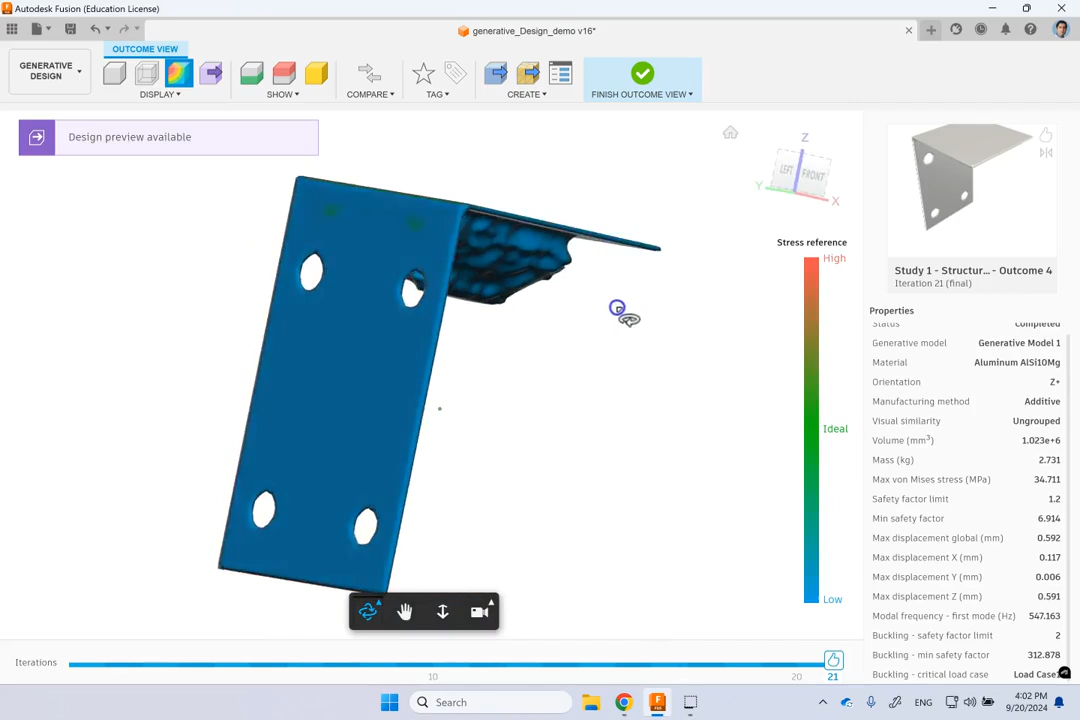 Autodesk Fusion (Education License)
generative_Design_demo v16*
GENERATIVE
DESIGN
OUTCOME VIEW
DISPLAY
SHOW
COMPARE
TAG
CREATE
FINISH OUTCOME VIEW
Design preview available
Z
LEFT
FRONT
Y
X
Stress reference
High
Ideal
Low
Study 1 - Structur... - Outcome 4
Iteration 21 (final)
Properties
Status Completed
Generative model Generative Model 1
Material Aluminum AlSi10Mg
Orientation Z+
Manufacturing method Additive
Visual similarity Ungrouped
Volume (mm³) 1.023e+6
Mass (kg) 2.731
Max von Mises stress (MPa) 34.711
Safety factor limit 1.2
Min safety factor 6.914
Max displacement global (mm) 0.592
Max displacement X (mm) 0.117
Max displacement Y (mm) 0.006
Max displacement Z (mm) 0.591
Modal frequency - first mode (Hz) 547.163
Buckling - safety factor limit 2
Buckling - min safety factor 312.878
Buckling - critical load case Load Case1
Iterations
10 20 21
Search
ENG
4:02 PM
9/20/2024